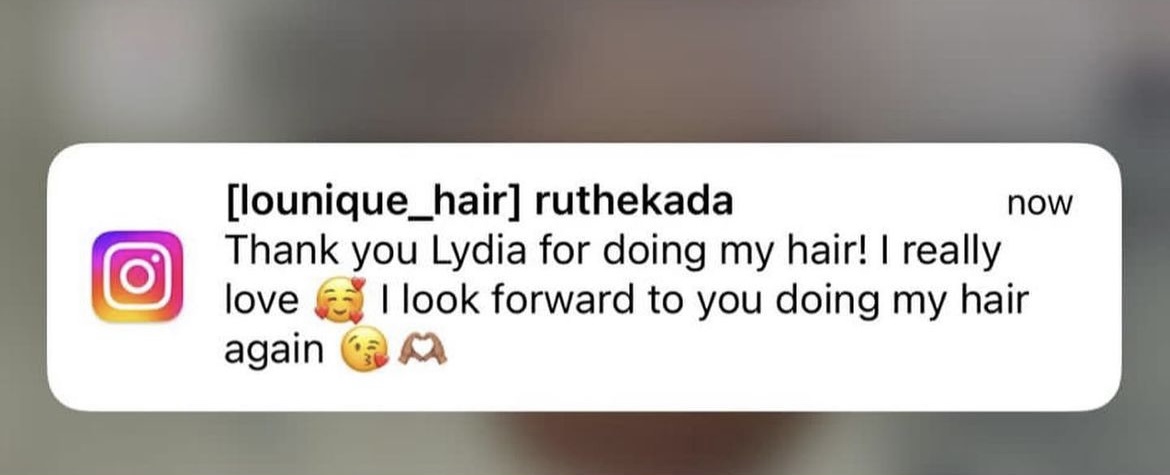 [lounique_hair] ruthekada now
Thank you Lydia for doing my hair! I really
love 🥰 I look forward to you doing my hair
again 😘🫶🏽